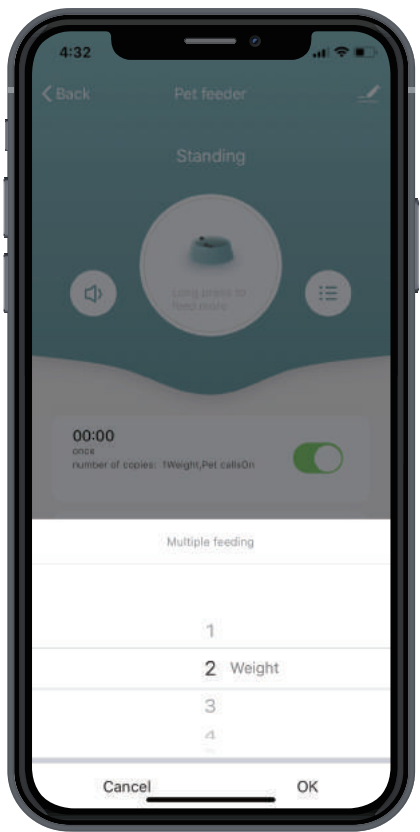 4:32
Back
Pet feeder
Standing
Long press to
feed more
00:00
once
number of copies: 1Weight,Pet callsOn
Multiple feeding
1
2 Weight
3
4
Cancel
OK